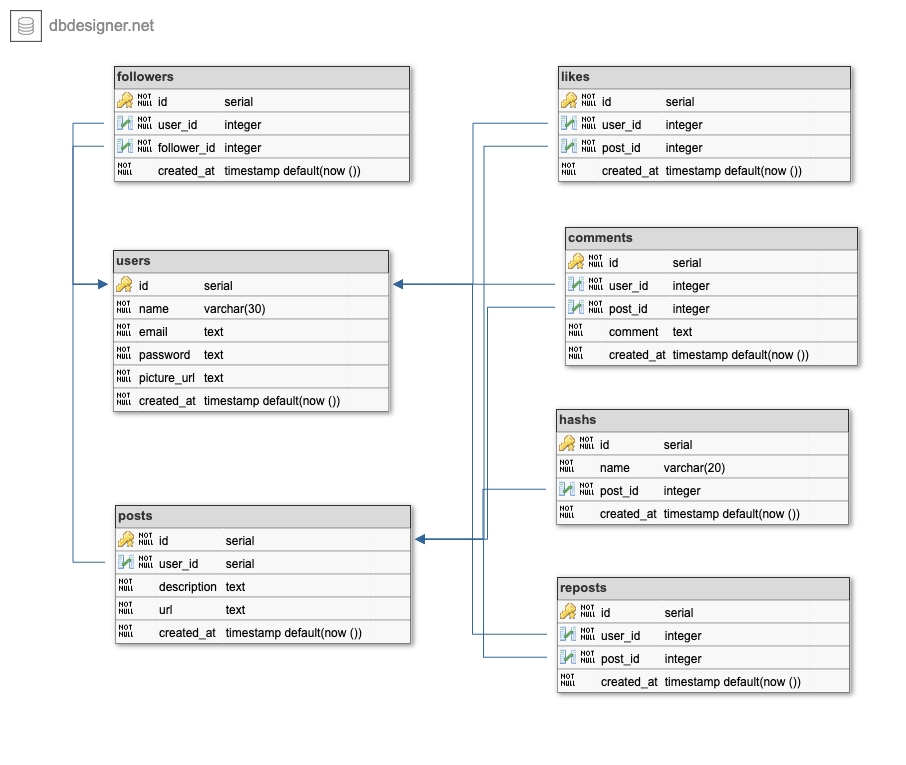 dbdesigner.net
followers
NOT NULL id serial
NOT NULL user_id integer
NOT NULL follower_id integer
NOT NULL created_at timestamp default(now ())
users
id serial
NOT NULL name varchar(30)
NOT NULL email text
NOT NULL password text
NOT NULL picture_url text
NOT NULL created_at timestamp default(now ())
posts
NOT NULL id serial
NOT NULL user_id serial
NOT NULL description text
NOT NULL url text
NOT NULL created_at timestamp default(now ())
likes
NOT NULL id serial
NOT NULL user_id integer
NOT NULL post_id integer
NOT NULL created_at timestamp default(now ())
comments
NOT NULL id serial
NOT NULL user_id integer
NOT NULL post_id integer
NOT NULL comment text
NOT NULL created_at timestamp default(now ())
hashs
NOT NULL id serial
NOT NULL name varchar(20)
NOT NULL post_id integer
NOT NULL created_at timestamp default(now ())
reposts
NOT NULL id serial
NOT NULL user_id integer
NOT NULL post_id integer
NOT NULL created_at timestamp default(now ())